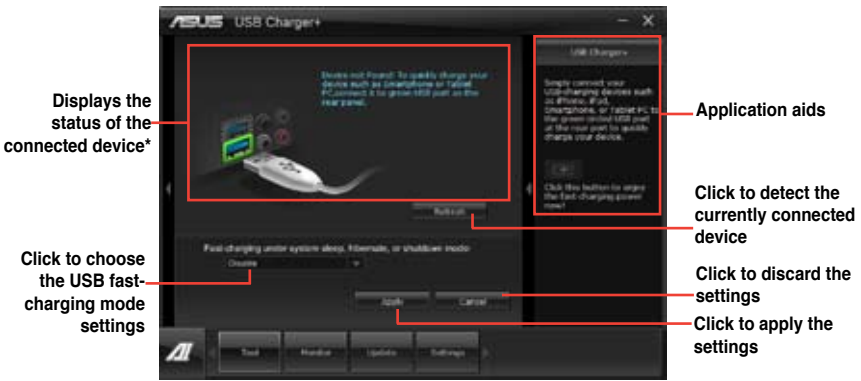 ASUS USB Charger+
Device not Found! To quickly charge your
device such as Smartphone or Tablet
PC,connect it to green USB port as the
rear panel.
Refresh
Fast-charging under system sleep, hibernate, or shutdown mode:
Disable
Apply Cancel
Tool Monitor Update Settings
USB Charger+
Simply connect your
USB-charging devices such
as iPhone, iPad,
Smartphone, or Tablet PC to
the green circled USB port
at the rear port to quickly
charge your device.
Click this button to enjoy
the fast-charging power
now!
Displays the
status of the
connected device*
Click to choose
the USB fast-
charging mode
settings
Application aids
Click to detect the
currently connected
device
Click to discard the
settings
Click to apply the
settings